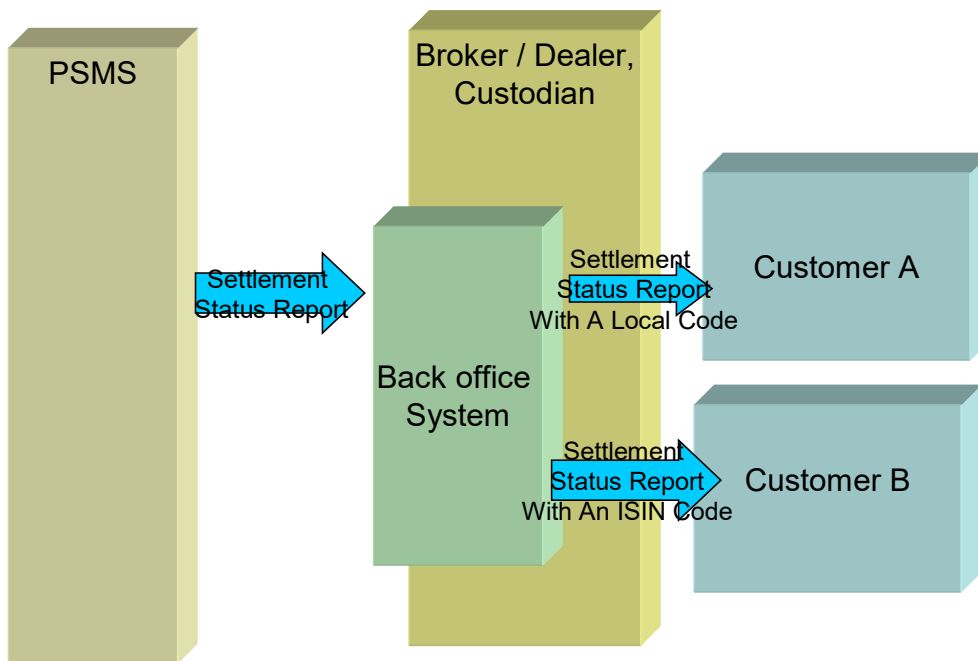 PSMS
Broker / Dealer,
Custodian
Settlement
Status Report
Back office
System
Settlement
Status Report
With A Local Code
Customer A
Settlement
Status Report
With An ISIN Code
Customer B